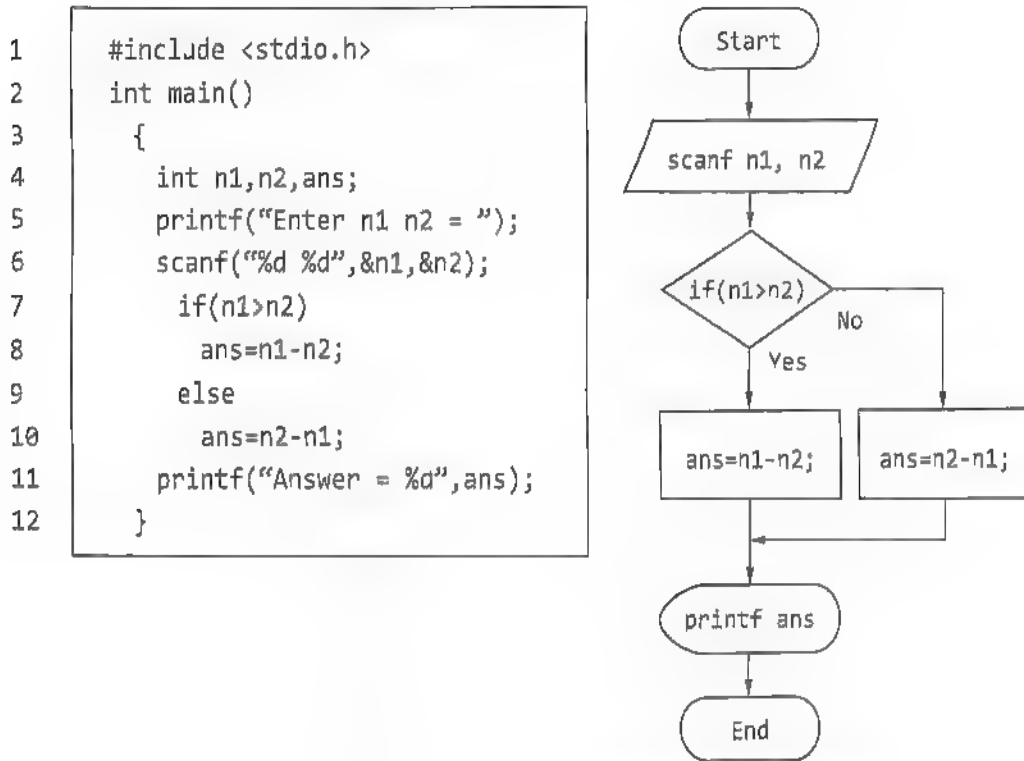 1 #include <stdio.h>
2 int main()
3 {
4 int n1,n2,ans;
5 printf(“Enter n1 n2 = ”);
6 scanf(“%d %d”,&n1,&n2);
7 if(n1>n2)
8 ans=n1-n2;
9 else
10 ans=n2-n1;
11 printf(“Answer = %d”,ans);
12 }
Start
scanf n1, n2
if(n1>n2)
No
Yes
ans=n1-n2;
ans=n2-n1;
printf ans
End